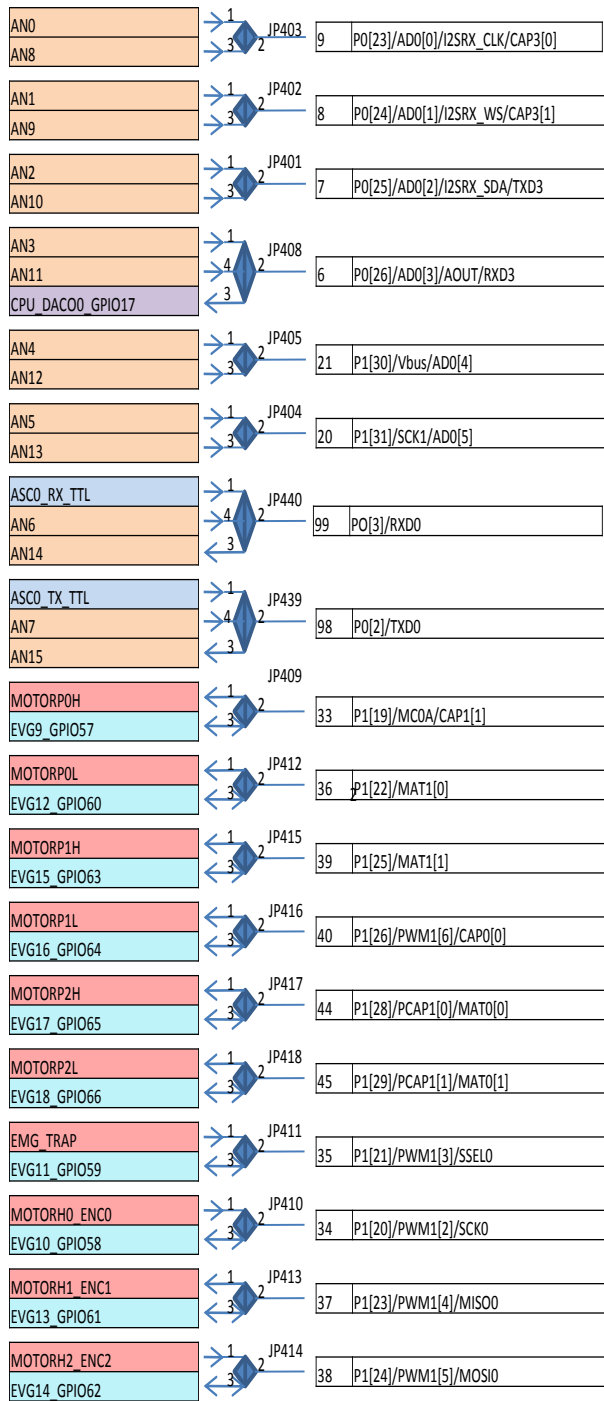 AN0 1 JP403
AN8 3 2 9 P0[23]/AD0[0]/I2SRX_CLK/CAP3[0]
AN1 1 JP402
AN9 3 2 8 P0[24]/AD0[1]/I2SRX_WS/CAP3[1]
AN2 1 JP401
AN10 3 2 7 P0[25]/AD0[2]/I2SRX_SDA/TXD3
AN3 1 JP408
AN11 4 2 6 P0[26]/AD0[3]/AOUT/RXD3
CPU_DACO0_GPIO17 3
AN4 1 JP405
AN12 3 2 21 P1[30]/Vbus/AD0[4]
AN5 1 JP404
AN13 3 2 20 P1[31]/SCK1/AD0[5]
ASC0_RX_TTL 1 JP440
AN6 4 2 99 PO[3]/RXD0
AN14 3
ASC0_TX_TTL 1 JP439
AN7 4 2 98 P0[2]/TXD0
AN15 3
MOTORP0H 1 JP409
EVG9_GPIO57 3 2 33 P1[19]/MC0A/CAP1[1]
MOTORP0L 1 JP412
EVG12_GPIO60 3 2 36 P1[22]/MAT1[0]
2
MOTORP1H 1 JP415
EVG15_GPIO63 3 2 39 P1[25]/MAT1[1]
MOTORP1L 1 JP416
EVG16_GPIO64 3 2 40 P1[26]/PWM1[6]/CAP0[0]
MOTORP2H 1 JP417
EVG17_GPIO65 3 2 44 P1[28]/PCAP1[0]/MAT0[0]
MOTORP2L 1 JP418
EVG18_GPIO66 3 2 45 P1[29]/PCAP1[1]/MAT0[1]
EMG_TRAP 1 JP411
EVG11_GPIO59 3 2 35 P1[21]/PWM1[3]/SSEL0
MOTORH0_ENC0 1 JP410
EVG10_GPIO58 3 2 34 P1[20]/PWM1[2]/SCK0
MOTORH1_ENC1 1 JP413
EVG13_GPIO61 3 2 37 P1[23]/PWM1[4]/MISO0
MOTORH2_ENC2 1 JP414
EVG14_GPIO62 3 2 38 P1[24]/PWM1[5]/MOSI0